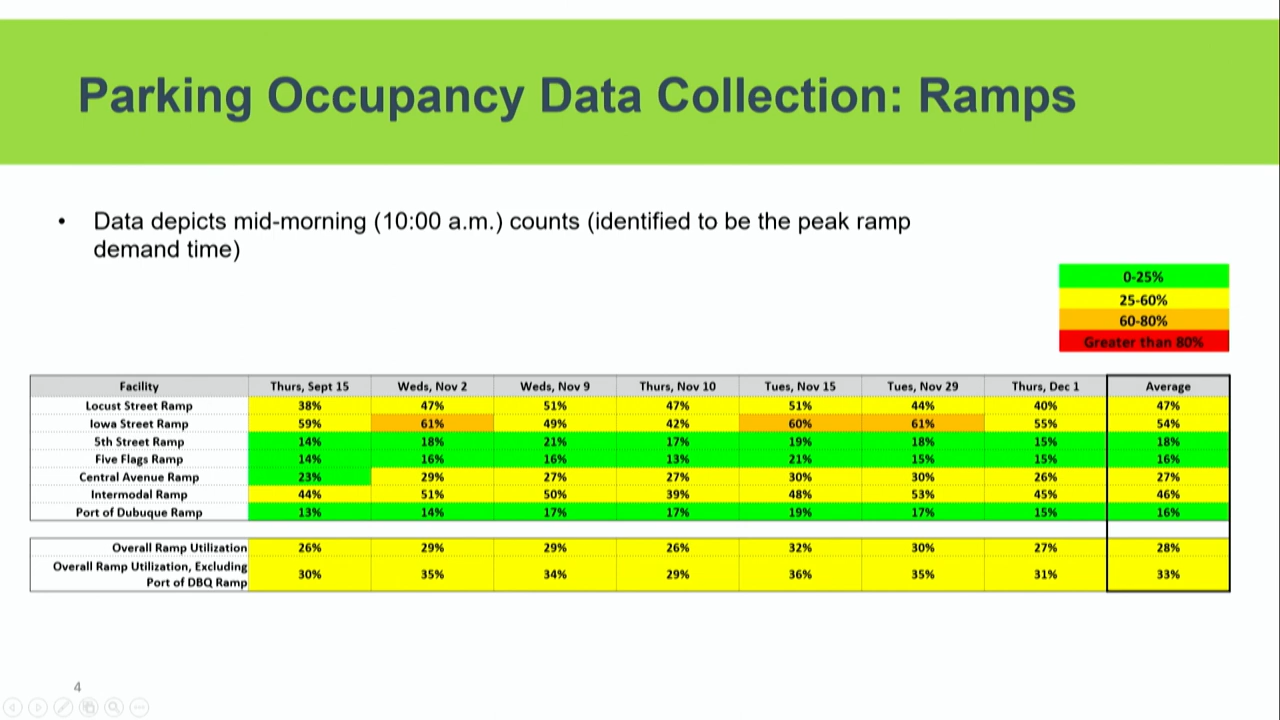 Parking Occupancy Data Collection: Ramps
• Data depicts mid-morning (10:00 a.m.) counts (identified to be the peak ramp
demand time)
0-25%
25-60%
60-80%
Greater than 80%
Facility Thurs, Sept 15 Weds, Nov 2 Weds, Nov 9 Thurs, Nov 10 Tues, Nov 15 Tues, Nov 29 Thurs, Dec 1 Average
Locust Street Ramp 38% 47% 51% 47% 51% 44% 40% 47%
Iowa Street Ramp 59% 61% 49% 42% 60% 61% 55% 54%
5th Street Ramp 14% 18% 21% 17% 19% 18% 15% 18%
Five Flags Ramp 14% 16% 16% 13% 21% 15% 15% 16%
Central Avenue Ramp 23% 29% 27% 27% 30% 30% 26% 27%
Intermodal Ramp 44% 51% 50% 39% 48% 53% 45% 46%
Port of Dubuque Ramp 13% 14% 17% 17% 19% 17% 15% 16%
Overall Ramp Utilization 26% 29% 29% 26% 32% 30% 27% 28%
Overall Ramp Utilization, Excluding
Port of DBQ Ramp 30% 35% 34% 29% 36% 35% 31% 33%
4